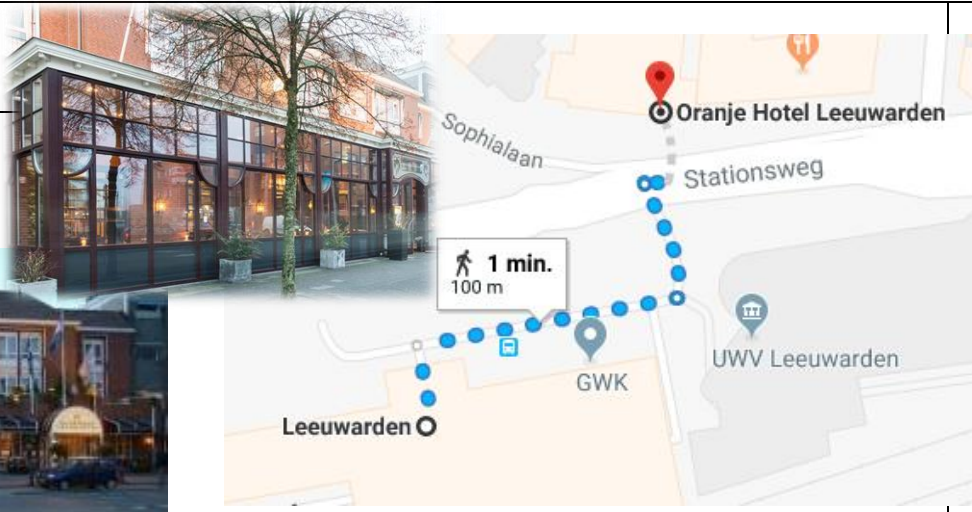 Oranje Hotel Leeuwarden
Sophialaan
Stationsweg
1 min.
100 m
UWV Leeuwarden
GWK
Leeuwarden